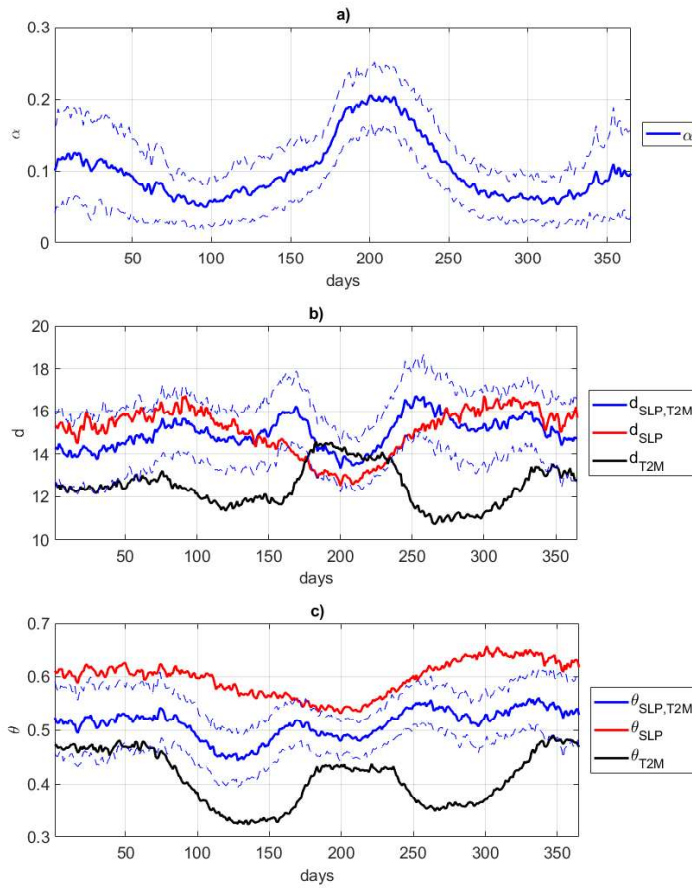 a)
0.3
0.2
0.1
0
α
50 100 150 200 250 300 350
days
α
b)
20
18
16
14
12
10
d
50 100 150 200 250 300 350
days
d_SLP,T2M
d_SLP
d_T2M
c)
0.7
0.6
0.5
0.4
0.3
θ
50 100 150 200 250 300 350
days
θ_SLP,T2M
θ_SLP
θ_T2M